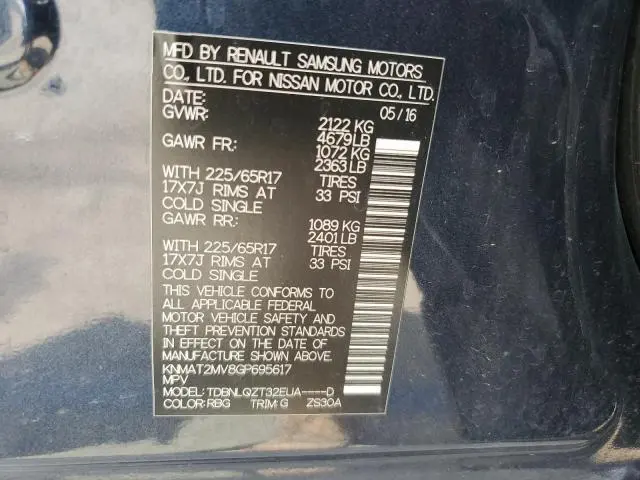 MFD BY RENAULT SAMSUNG MOTORS
CO., LTD. FOR NISSAN MOTOR CO., LTD.
DATE: 05/16
GVWR: 2122 KG
4679 LB
GAWR FR: 1072 KG
2363 LB
WITH 225/65R17 TIRES
17X7J RIMS AT 33 PSI
COLD SINGLE
GAWR RR: 1089 KG
2401 LB
WITH 225/65R17 TIRES
17X7J RIMS AT 33 PSI
COLD SINGLE
THIS VEHICLE CONFORMS TO
ALL APPLICABLE FEDERAL
MOTOR VEHICLE SAFETY AND
THEFT PREVENTION STANDARDS
IN EFFECT ON THE DATE OF
MANUFACTURE SHOWN ABOVE.
KNMAT2MV8GP695617
MPV
MODEL: TDBNLQZT32EUA----D
COLOR: RBG TRIM: G ZS30A